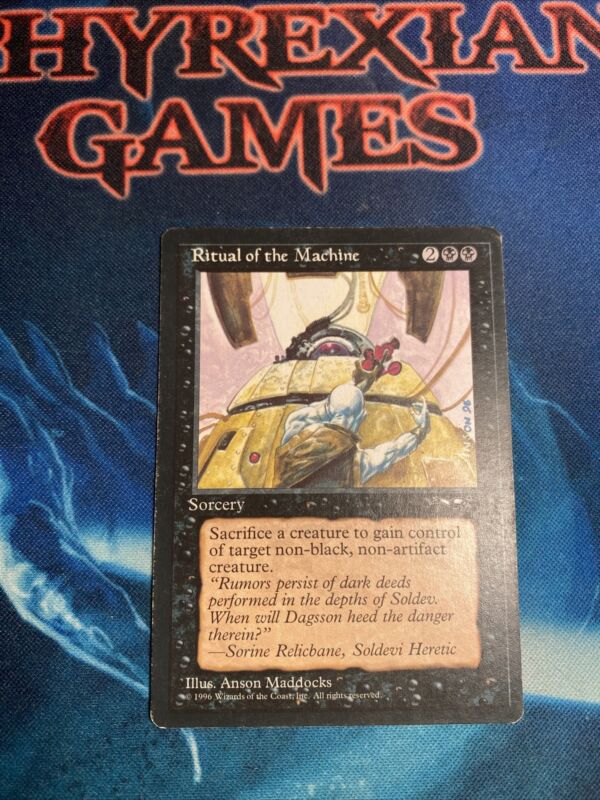 HYREXIAN
GAMES
Ritual of the Machine 2
Sorcery
Sacrifice a creature to gain control
of target non-black, non-artifact
creature.
"Rumors persist of dark deeds
performed in the depths of Soldev.
When will Dagsson heed the danger
therein?"
—Sorine Relicbane, Soldevi Heretic
Illus. Anson Maddocks
© 1996 Wizards of the Coast, Inc. All rights reserved.